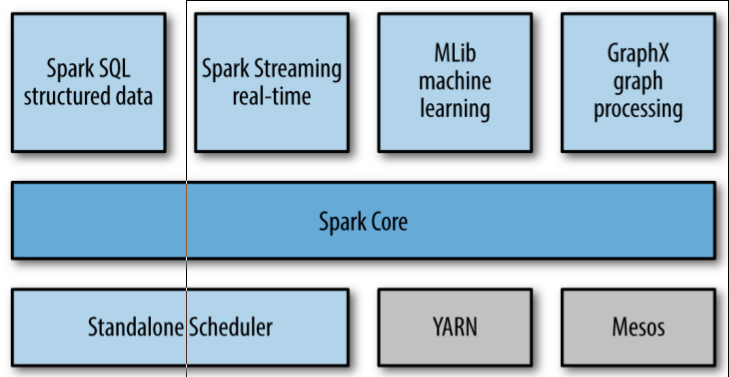 Spark SQL
structured data
Spark Streaming
real-time
MLib
machine
learning
GraphX
graph
processing
Spark Core
Standalone Scheduler
YARN
Mesos